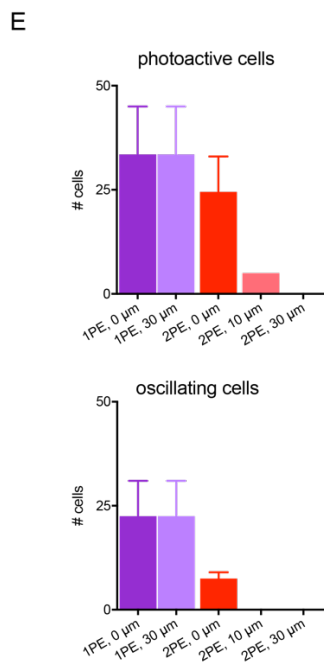 E
photoactive cells
50
25
0
# cells
1PE, 0 µm
1PE, 30 µm
2PE, 0 µm
2PE, 10 µm
2PE, 30 µm
oscillating cells
50
25
0
# cells
1PE, 0 µm
1PE, 30 µm
2PE, 0 µm
2PE, 10 µm
2PE, 30 µm